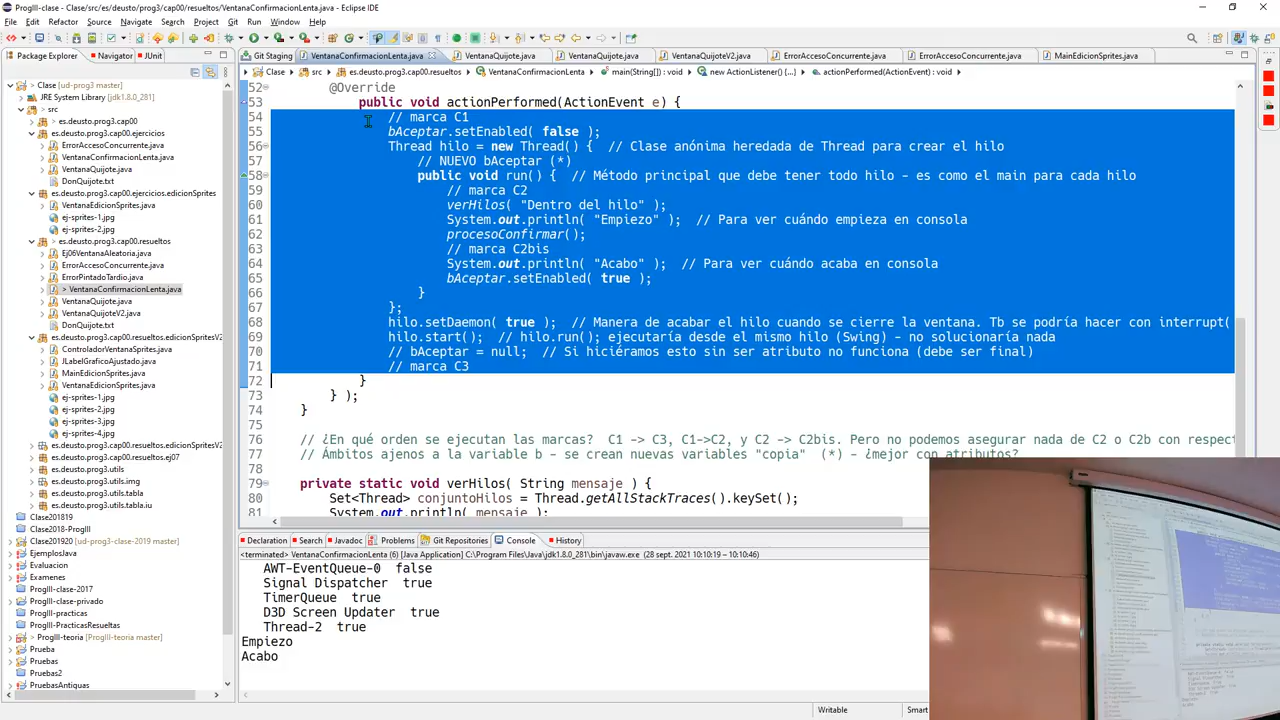 ProgIII-clase - Clase/src/es/deusto/prog3/cap00/resueltos/VentanaConfirmacionLenta.java - Eclipse IDE
File Edit Refactor Source Navigate Search Project Git Run Window Help
Package Explorer Navigator JUnit
Git Staging VentanaConfirmacionLenta.java VentanaQuijote.java VentanaQuijote.java VentanaQuijoteV2.java ErrorAccesoConcurrente.java ErrorAccesoConcurrente.java MainEdicionSprites.java
Clase src es.deusto.prog3.cap00.resueltos VentanaConfirmacionLenta main(String[]) : void new ActionListener() {...} actionPerformed(ActionEvent) : void
Clase (ud-prog3 master)
JRE System Library [jdk1.8.0_281]
src
es.deusto.prog3.cap00
es.deusto.prog3.cap00.ejercicios
ErrorAccesoConcurrente.java
VentanaConfirmacionLenta.java
VentanaQuijote.java
DonQuijote.txt
es.deusto.prog3.cap00.ejercicios.edicionSprites
VentanaEdicionSprites.java
ej-sprites-1.jpg
ej-sprites-2.jpg
es.deusto.prog3.cap00.resueltos
Ej06VentanaAleatoria.java
ErrorAccesoConcurrente.java
ErrorPintadoTardio.java
> VentanaConfirmacionLenta.java
VentanaQuijote.java
VentanaQuijoteV2.java
DonQuijote.txt
es.deusto.prog3.cap00.resueltos.edicionSprites
ControladorVentanaSprites.java
JLabelGraficoAjustado.java
MainEdicionSprites.java
VentanaEdicionSprites.java
ej-sprites-1.jpg
ej-sprites-2.jpg
ej-sprites-3.jpg
ej-sprites-4.jpg
es.deusto.prog3.cap00.resueltos.edicionSpritesV2
es.deusto.prog3.cap00.resueltos.ej07
es.deusto.prog3.utils
es.deusto.prog3.utils.img
es.deusto.prog3.utils.tabla
es.deusto.prog3.utils.tabla.iu
Clase201819
Clase2018-ProgIII
Clase201920 (ud-prog3-clase-2019 master)
EjemplosJava
Evaluacion
Examenes
ProgIII-clase-2017
ProgIII-clase-privado
ProgIII-practicas
ProgIII-PracticasResueltas
> ProgIII-teoria (ProgIII-teoria master)
Prueba
Pruebas
Pruebas2
PruebasAntiguas
52 @Override
53 public void actionPerformed(ActionEvent e) {
54 // marca C1
55 bAceptar.setEnabled( false );
56 Thread hilo = new Thread() { // Clase anónima heredada de Thread para crear el hilo
57 // NUEVO bAceptar (*)
58 public void run() { // Método principal que debe tener todo hilo - es como el main para cada hilo
59 // marca C2
60 verHilos( "Dentro del hilo" );
61 System.out.println( "Empiezo" ); // Para ver cuándo empieza en consola
62 procesoConfirmar();
63 // marca C2bis
64 System.out.println( "Acabo" ); // Para ver cuándo acaba en consola
65 bAceptar.setEnabled( true );
66 }
67 };
68 hilo.setDaemon( true ); // Manera de acabar el hilo cuando se cierre la ventana. Tb se podría hacer con interrupt(
69 hilo.start(); // hilo.run(); ejecutaría desde el mismo hilo (Swing) - no solucionaría nada
70 // bAceptar = null; // Si hiciéramos esto sin ser atributo no funciona (debe ser final)
71 // marca C3
72 }
73 } );
74 }
75
76 // ¿En qué orden se ejecutan las marcas? C1 -> C3, C1->C2, y C2 -> C2bis. Pero no podemos asegurar nada de C2 o C2b con respect
77 // Ámbitos ajenos a la variable b - se crean nuevas variables "copia" (*) - ¿mejor con atributos?
78
79 private static void verHilos( String mensaje ) {
80 Set<Thread> conjuntoHilos = Thread.getAllStackTraces().keySet();
81 System.out.println( mensaje );
Declaration Search Javadoc Problems Git Repositories Console History
<terminated> VentanaConfirmacionLenta (6) [Java Application] C:\Program Files\Java\jdk1.8.0_281\bin\javaw.exe (28 sept. 2021 10:10:19 – 10:10:46)
AWT-EventQueue-0 false
Signal Dispatcher true
TimerQueue true
D3D Screen Updater true
Thread-2 true
Empiezo
Acabo
Writable Smart